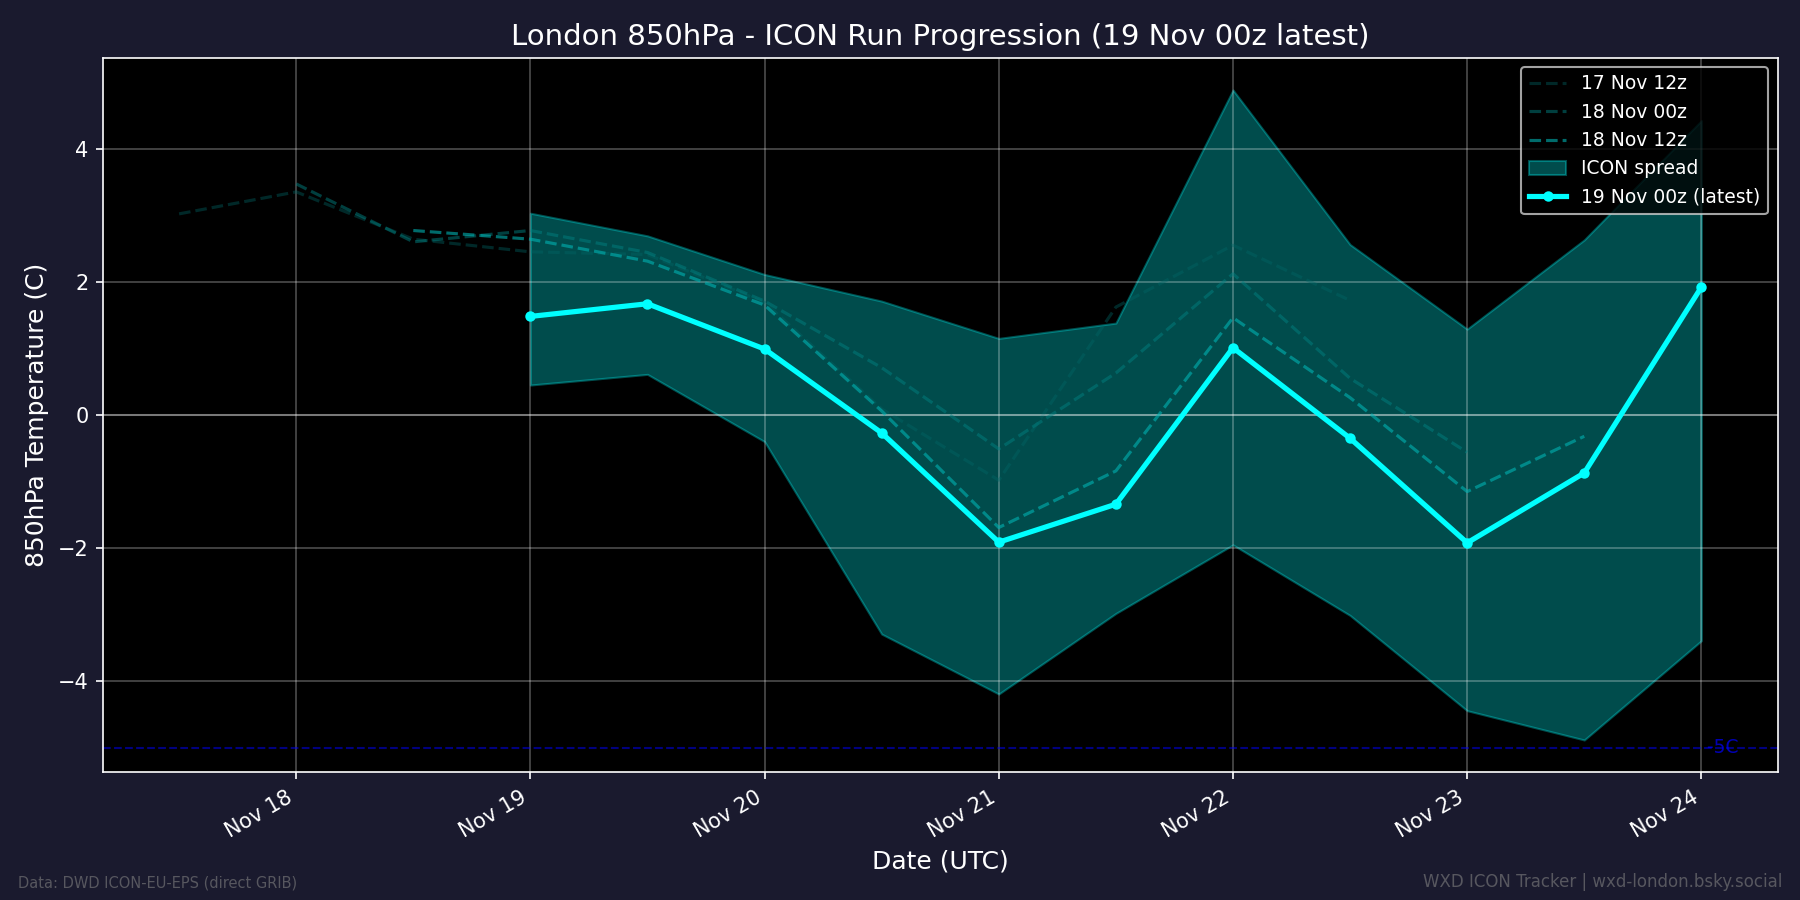 London 850hPa - ICON Run Progression (19 Nov 00z latest)
17 Nov 12z
18 Nov 00z
18 Nov 12z
ICON spread
19 Nov 00z (latest)
850hPa Temperature (C)
4
2
0
−2
−4
-5C
Nov 18
Nov 19
Nov 20
Nov 21
Nov 22
Nov 23
Nov 24
Date (UTC)
Data: DWD ICON-EU-EPS (direct GRIB)
WXD ICON Tracker | wxd-london.bsky.social